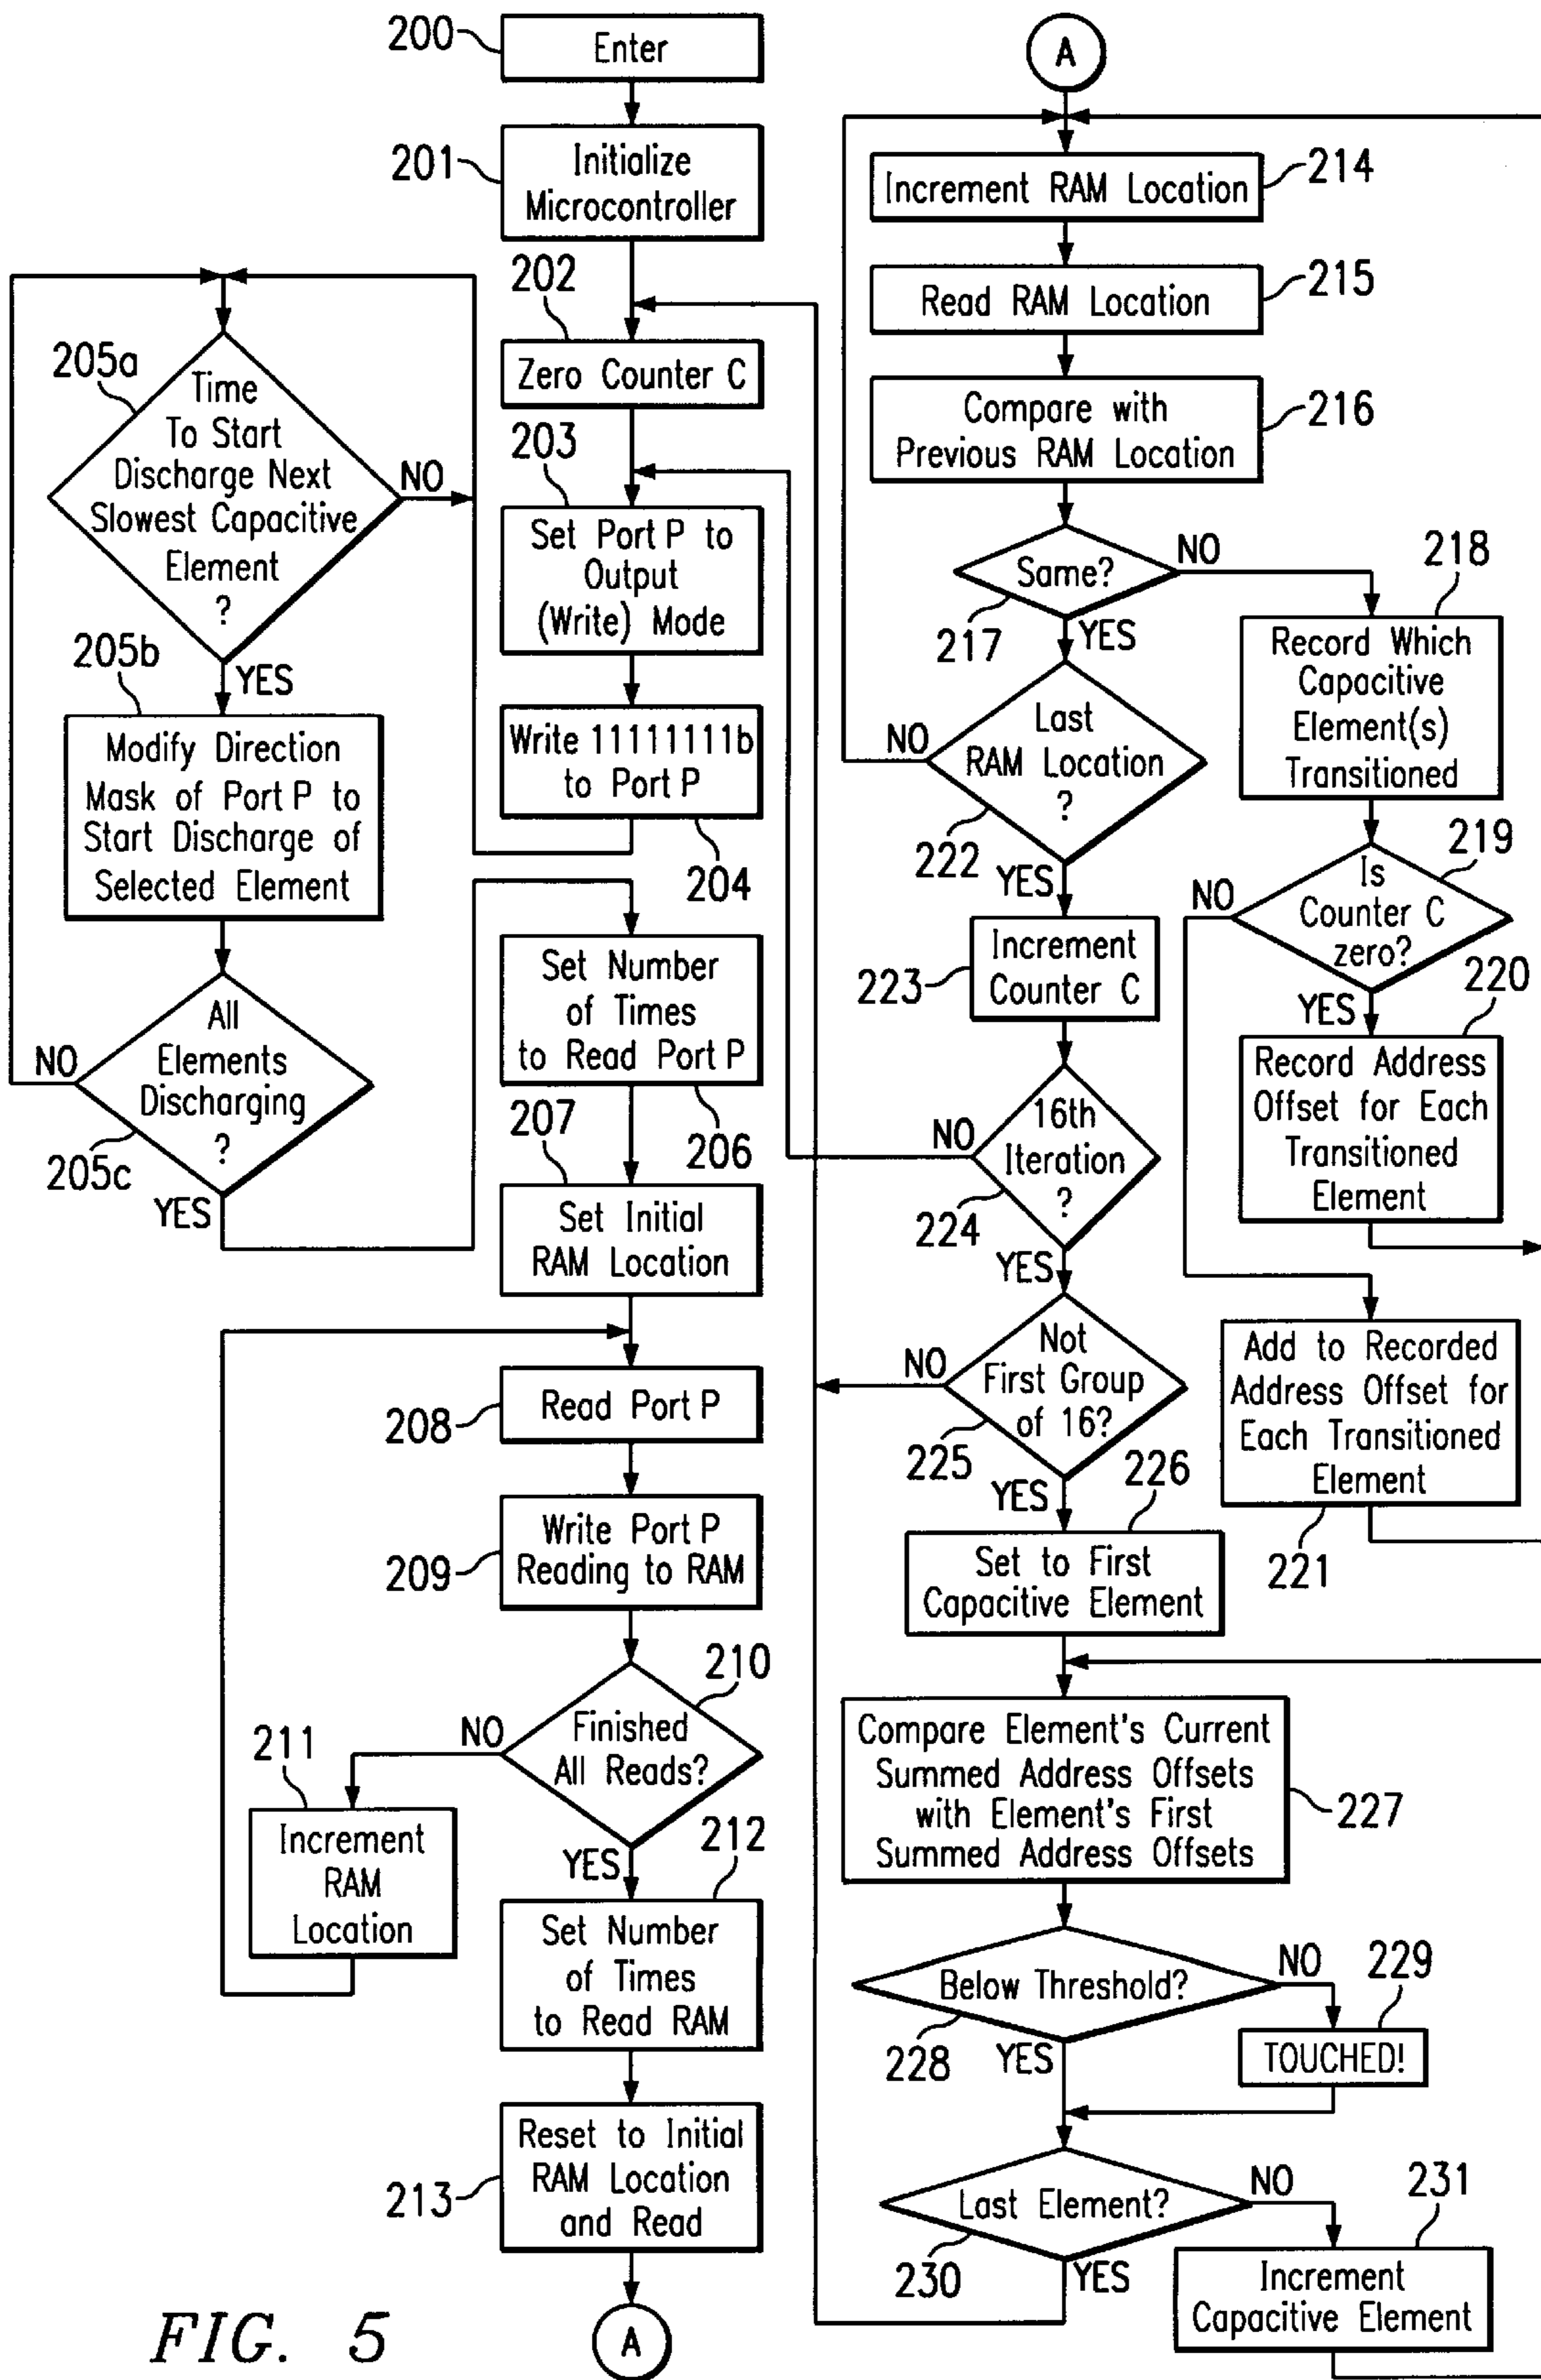 200
Enter
201
Initialize
Microcontroller
202
Zero Counter C
203
Set Port P to
Output
(Write) Mode
Write 11111111b
to Port P
204
205a
Time
To Start
Discharge Next
Slowest Capacitive
Element
?
NO
YES
205b
Modify Direction
Mask of Port P to
Start Discharge of
Selected Element
All
Elements
Discharging
?
NO
205c
YES
Set Number
of Times
to Read Port P
206
207
Set Initial
RAM Location
208
Read Port P
209
Write Port P
Reading to RAM
210
Finished
All Reads?
NO
YES
211
Increment
RAM
Location
212
Set Number
of Times
to Read RAM
213
Reset to Initial
RAM Location
and Read
A
FIG. 5
A
Increment RAM Location
214
Read RAM Location
215
Compare with
Previous RAM Location
216
Same?
NO
217
YES
218
Record Which
Capacitive
Element(s)
Transitioned
219
Is
Counter C
zero?
NO
YES
220
Record Address
Offset for Each
Transitioned
Element
Add to Recorded
Address Offset for
Each Transitioned
Element
221
Last
RAM Location
?
NO
222
YES
223
Increment
Counter C
16th
Iteration
?
NO
224
YES
Not
First Group
of 16?
NO
225
YES
226
Set to First
Capacitive Element
Compare Element's Current
Summed Address Offsets
with Element's First
Summed Address Offsets
227
Below Threshold?
NO
228
YES
229
TOUCHED!
Last Element?
NO
230
YES
231
Increment
Capacitive Element